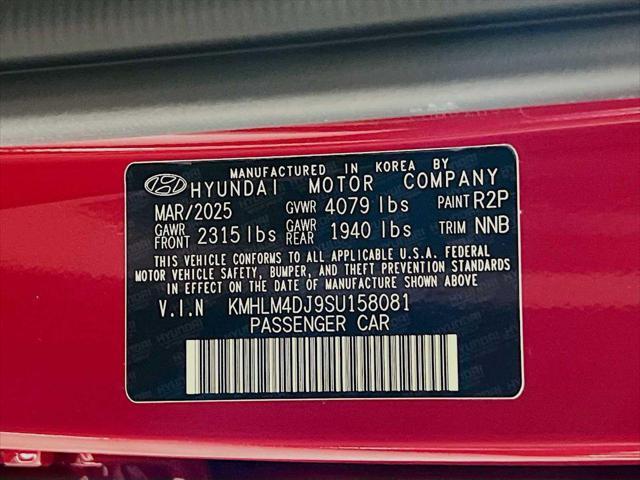 MANUFACTURED IN KOREA BY
HYUNDAI MOTOR COMPANY
MAR/2025 GVWR 4079 lbs PAINT R2P
GAWR FRONT 2315 lbs GAWR REAR 1940 lbs TRIM NNB
THIS VEHICLE CONFORMS TO ALL APPLICABLE U.S.A. FEDERAL
MOTOR VEHICLE SAFETY, BUMPER, AND THEFT PREVENTION STANDARDS
IN EFFECT ON THE DATE OF MANUFACTURE SHOWN ABOVE
V.I.N KMHLM4DJ9SU158081
PASSENGER CAR